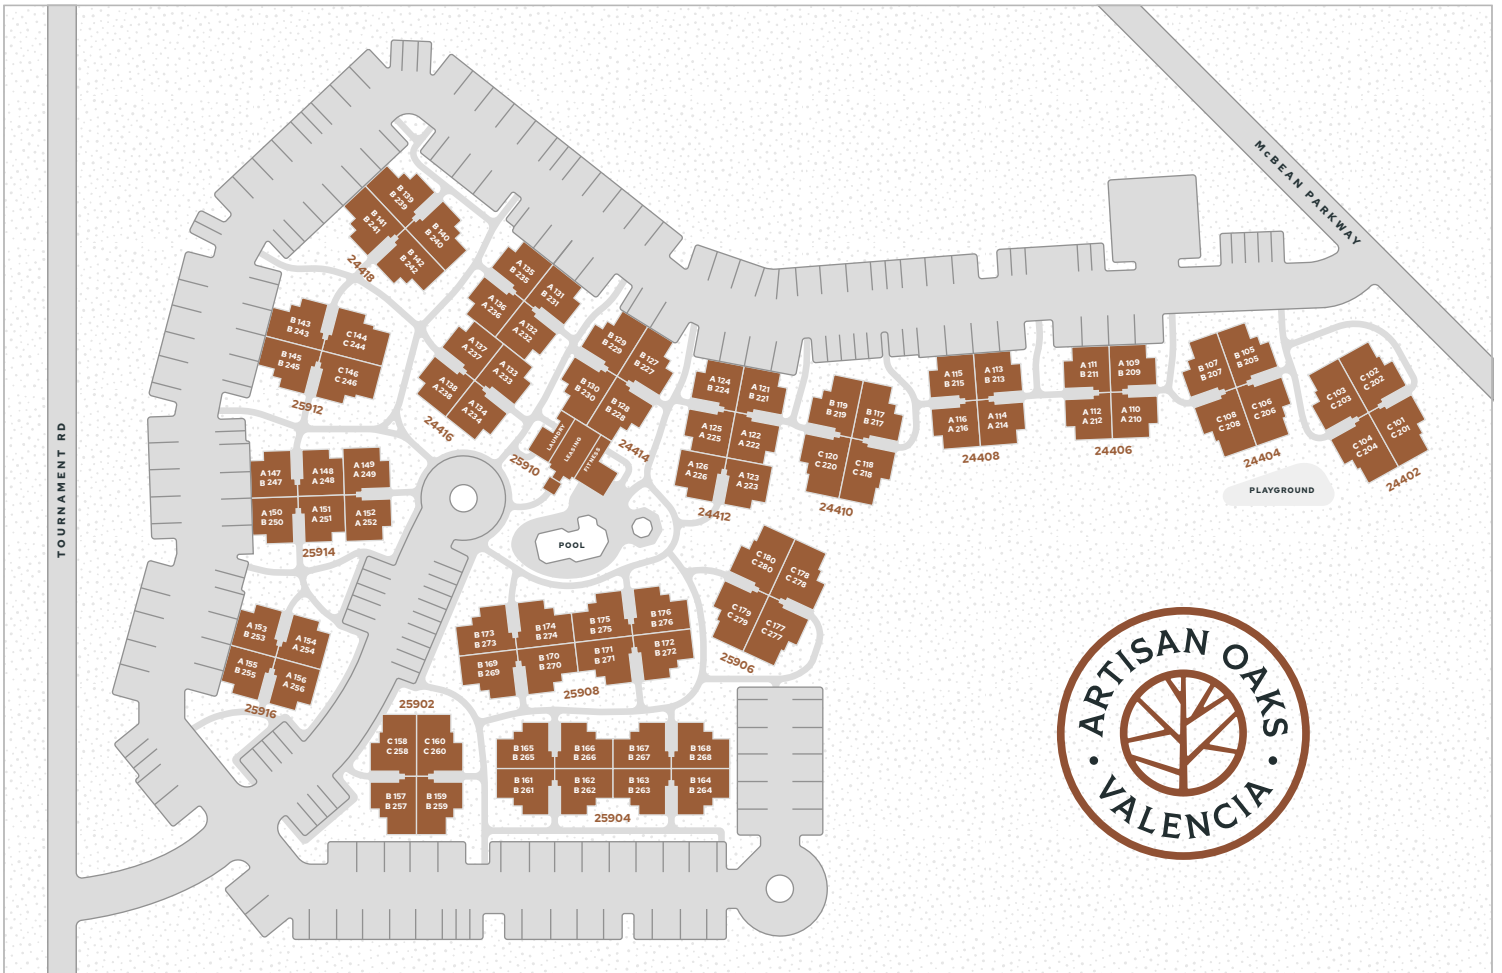 TOURNAMENT RD
McBEAN PARKWAY
B 139
B 239
B 141
B 241
B 140
B 240
B 142
B 242
24418
A 135
B 235
A 131
B 231
A 136
A 236
A 132
A 232
A 137
A 237
A 133
A 233
A 138
A 238
A 134
A 234
24416
B 143
B 243
C 144
C 244
B 145
B 245
C 146
C 246
25912
B 129
B 229
B 127
B 227
B 130
B 230
B 128
B 228
24414
LAUNDRY
LEASING
FITNESS
25910
A 124
B 224
A 121
B 221
A 125
A 225
A 122
A 222
A 126
A 226
A 123
A 223
24412
B 119
B 219
B 117
B 217
C 120
C 220
C 118
C 218
24410
A 115
B 215
A 113
B 213
A 116
A 216
A 114
A 214
24408
A 111
B 211
A 109
B 209
A 112
A 212
A 110
A 210
24406
B 107
B 207
B 105
B 205
C 108
C 208
C 106
C 206
24404
C 103
C 203
C 102
C 202
C 104
C 204
C 101
C 201
24402
PLAYGROUND
A 147
B 247
A 148
A 248
A 149
A 249
A 150
B 250
A 151
A 251
A 152
A 252
25914
POOL
C 180
C 280
C 178
C 278
C 179
C 279
C 177
C 277
25906
A 153
B 253
A 154
A 254
A 155
B 255
A 156
A 256
25916
B 173
B 273
B 174
B 274
B 175
B 275
B 176
B 276
B 169
B 269
B 170
B 270
B 171
B 271
B 172
B 272
25908
25902
C 158
C 258
C 160
C 260
B 157
B 257
B 159
B 259
B 165
B 265
B 166
B 266
B 167
B 267
B 168
B 268
B 161
B 261
B 162
B 262
B 163
B 263
B 164
B 264
25904
ARTISAN OAKS
• VALENCIA •